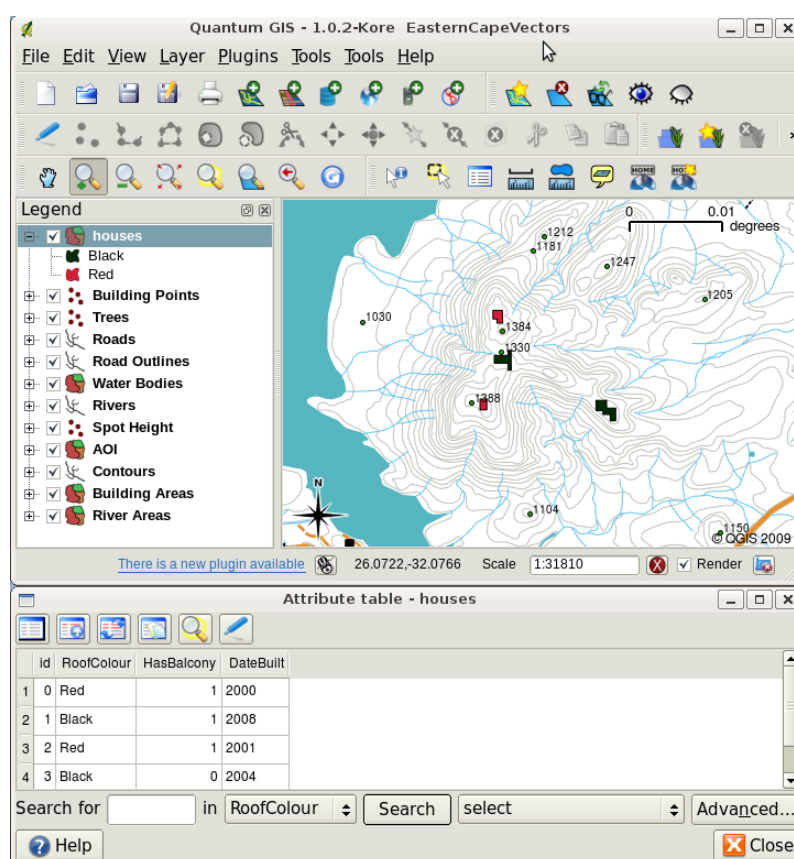 Quantum GIS - 1.0.2-Kore EasternCapeVectors
File Edit View Layer Plugins Tools Tools Help
HOME
Legend
houses
Black
Red
Building Points
Trees
Roads
Road Outlines
Water Bodies
Rivers
Spot Height
AOI
Contours
Building Areas
River Areas
0 0.01
degrees
1212
1181
1247
1205
1030
1384
1330
1388
1104
1150
N
© QGIS 2009
There is a new plugin available 26.0722,-32.0766 Scale 1:31810 Render
Attribute table - houses
id RoofColour HasBalcony DateBuilt
1 0 Red 1 2000
2 1 Black 1 2008
3 2 Red 1 2001
4 3 Black 0 2004
Search for in RoofColour Search select Advanced...
Help Close